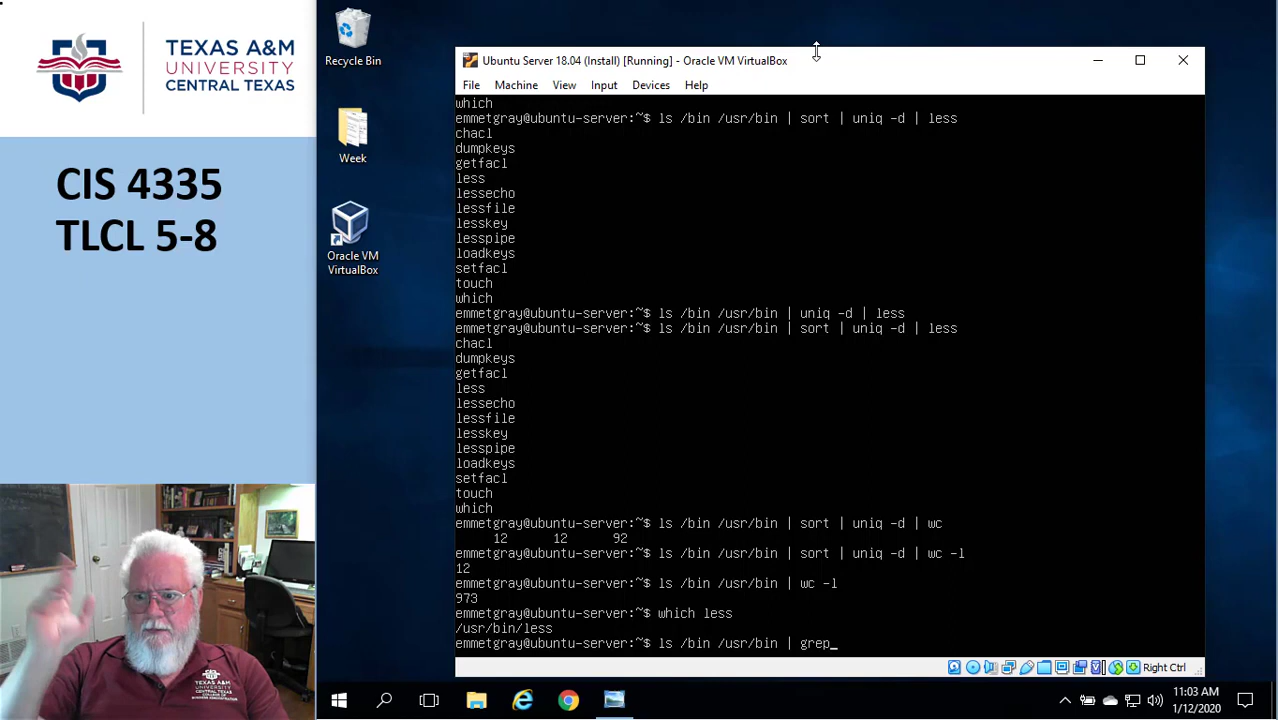 TEXAS A&M
UNIVERSITY
CENTRAL TEXAS
CIS 4335
TLCL 5-8
Recycle Bin
Week
Oracle VM
VirtualBox
Ubuntu Server 18.04 (Install) [Running] - Oracle VM VirtualBox
File Machine View Input Devices Help
which
emmetgray@ubuntu-server:~$ ls /bin /usr/bin | sort | uniq -d | less
chacl
dumpkeys
getfacl
less
lessecho
lessfile
lesskey
lesspipe
loadkeys
setfacl
touch
which
emmetgray@ubuntu-server:~$ ls /bin /usr/bin | uniq -d | less
emmetgray@ubuntu-server:~$ ls /bin /usr/bin | sort | uniq -d | less
chacl
dumpkeys
getfacl
less
lessecho
lessfile
lesskey
lesspipe
loadkeys
setfacl
touch
which
emmetgray@ubuntu-server:~$ ls /bin /usr/bin | sort | uniq -d | wc
12 12 92
emmetgray@ubuntu-server:~$ ls /bin /usr/bin | sort | uniq -d | wc -l
12
emmetgray@ubuntu-server:~$ ls /bin /usr/bin | wc -l
973
emmetgray@ubuntu-server:~$ which less
/usr/bin/less
emmetgray@ubuntu-server:~$ ls /bin /usr/bin | grep_
Right Ctrl
TEXAS A&M
UNIVERSITY
CENTRAL TEXAS
11:03 AM
1/12/2020